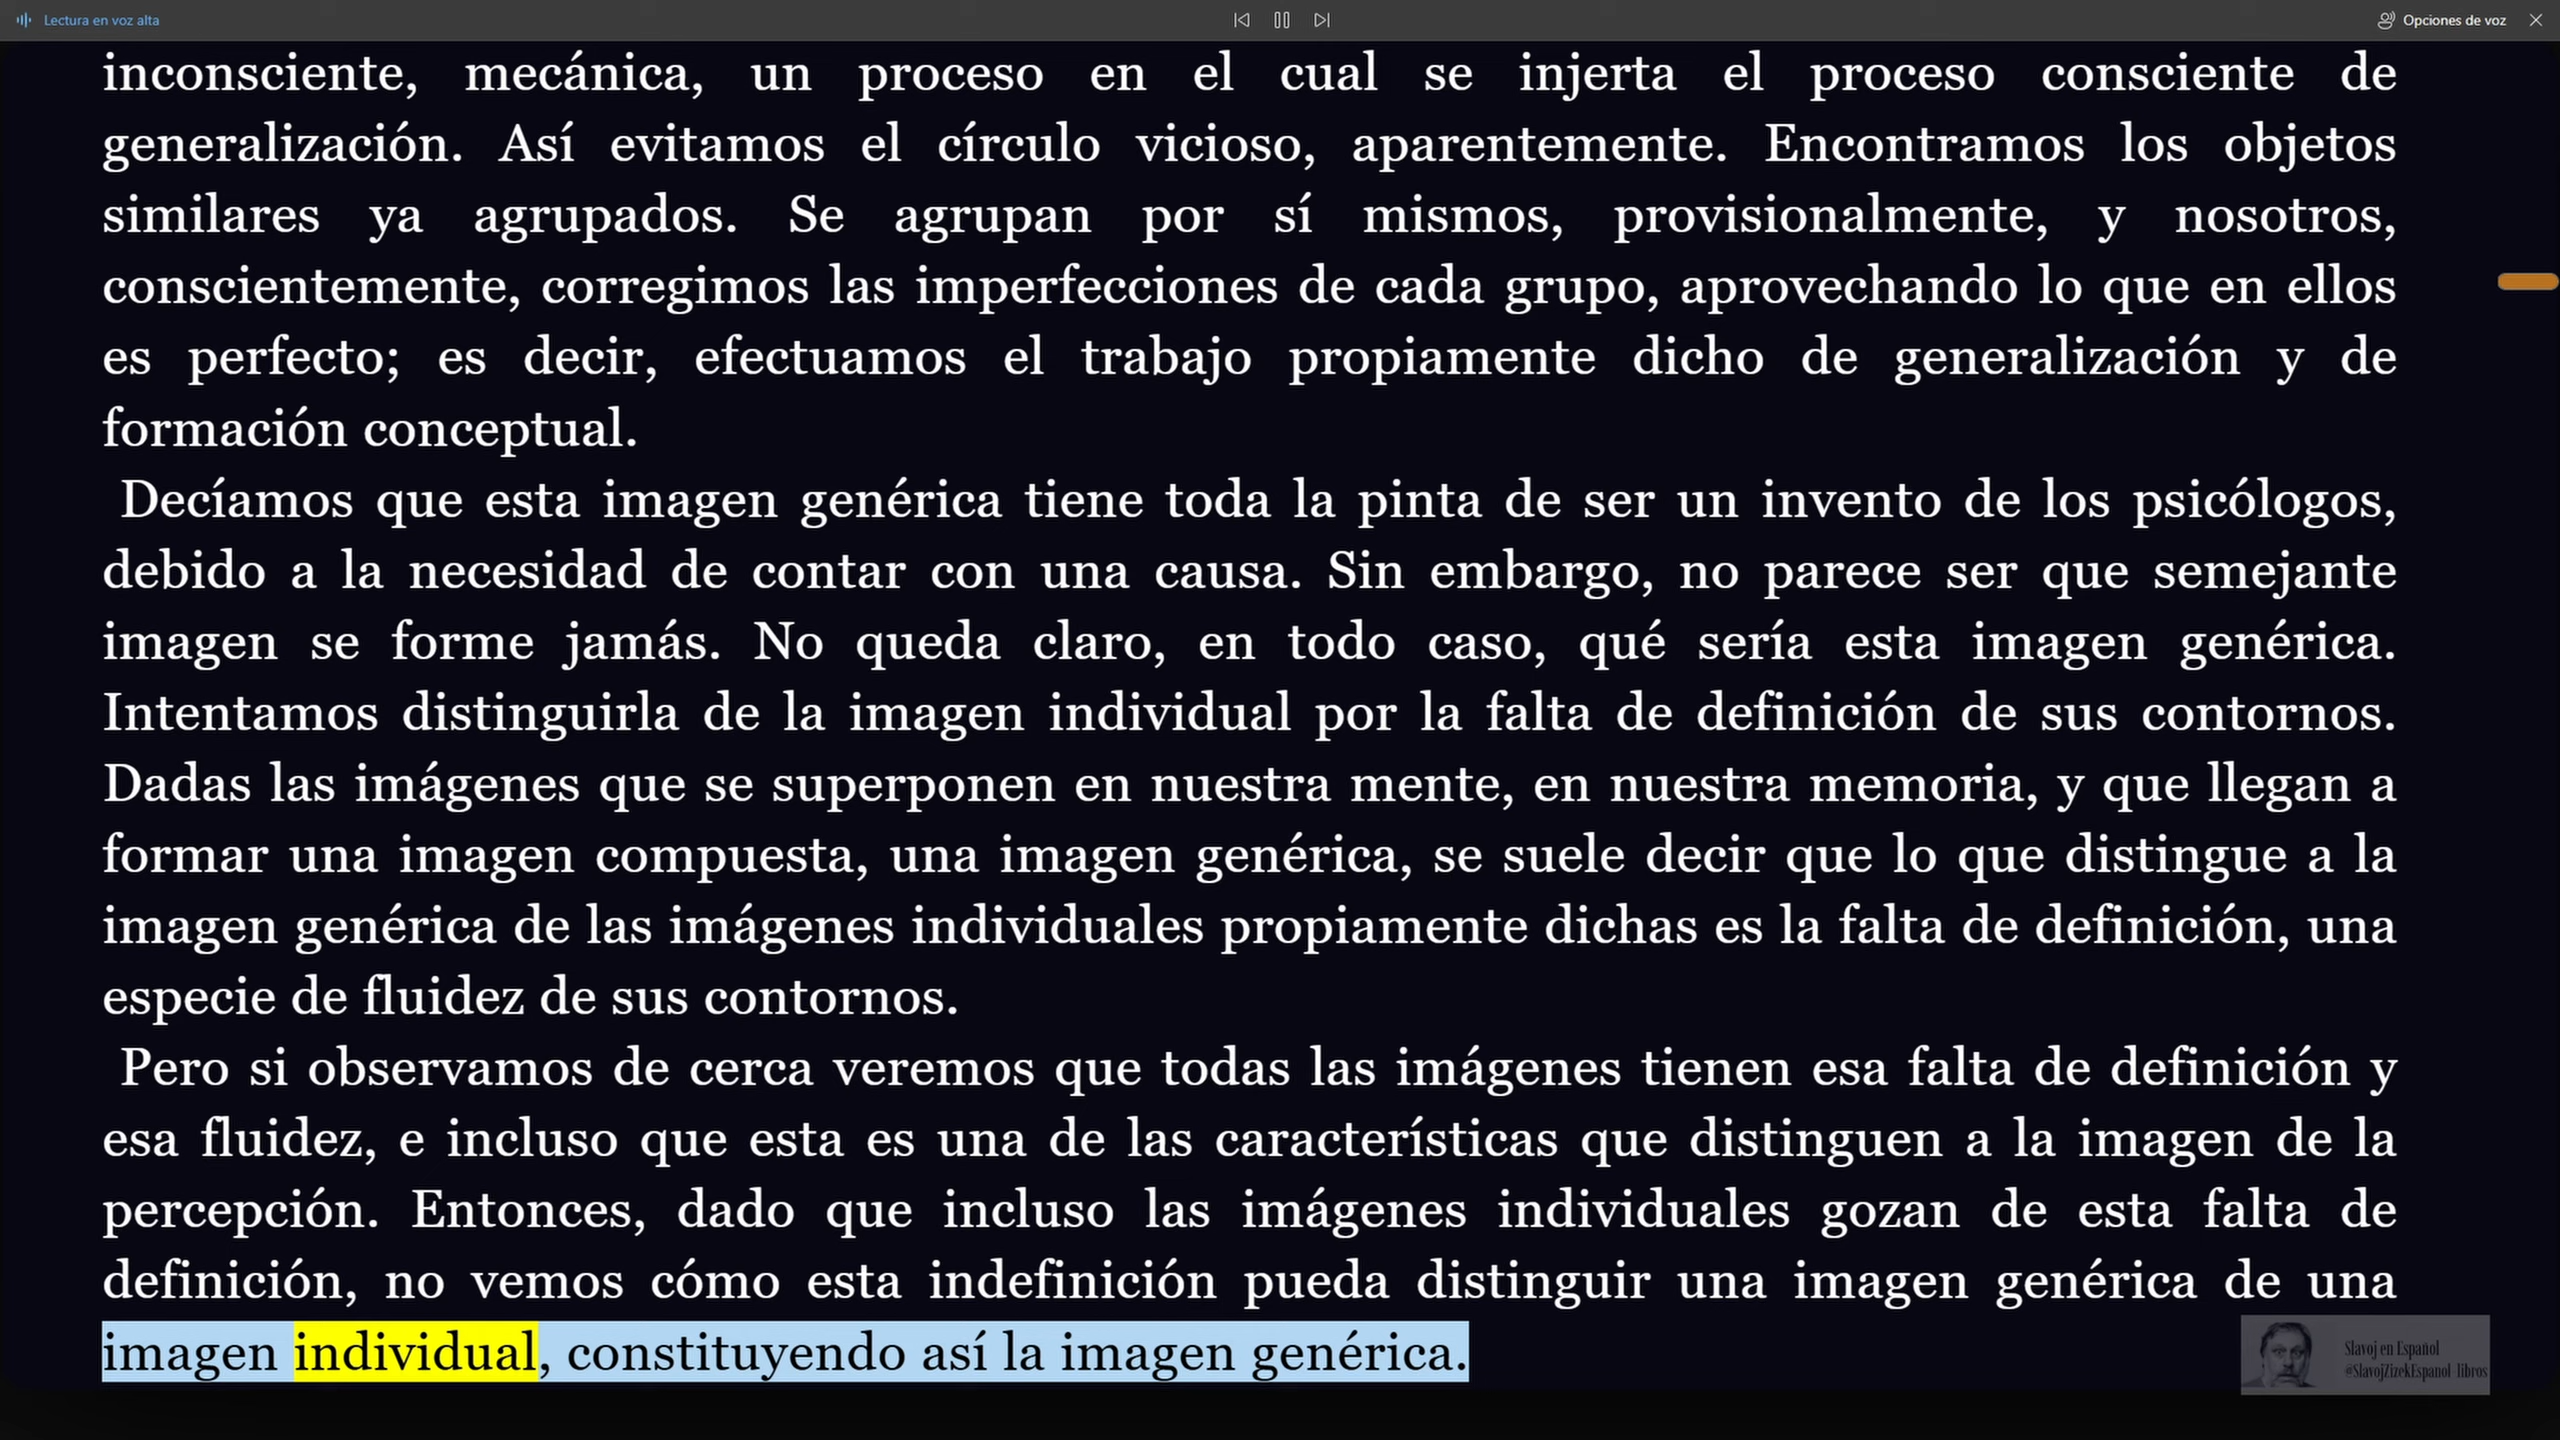 Lectura en voz alta
Opciones de voz
inconsciente, mecánica, un proceso en el cual se injerta el proceso consciente de
generalización. Así evitamos el círculo vicioso, aparentemente. Encontramos los objetos
similares ya agrupados. Se agrupan por sí mismos, provisionalmente, y nosotros,
conscientemente, corregimos las imperfecciones de cada grupo, aprovechando lo que en ellos
es perfecto; es decir, efectuamos el trabajo propiamente dicho de generalización y de
formación conceptual.
Decíamos que esta imagen genérica tiene toda la pinta de ser un invento de los psicólogos,
debido a la necesidad de contar con una causa. Sin embargo, no parece ser que semejante
imagen se forme jamás. No queda claro, en todo caso, qué sería esta imagen genérica.
Intentamos distinguirla de la imagen individual por la falta de definición de sus contornos.
Dadas las imágenes que se superponen en nuestra mente, en nuestra memoria, y que llegan a
formar una imagen compuesta, una imagen genérica, se suele decir que lo que distingue a la
imagen genérica de las imágenes individuales propiamente dichas es la falta de definición, una
especie de fluidez de sus contornos.
Pero si observamos de cerca veremos que todas las imágenes tienen esa falta de definición y
esa fluidez, e incluso que esta es una de las características que distinguen a la imagen de la
percepción. Entonces, dado que incluso las imágenes individuales gozan de esta falta de
definición, no vemos cómo esta indefinición pueda distinguir una imagen genérica de una
imagen individual, constituyendo así la imagen genérica.
Slavoj en Español
@SlavojZizekEspanol libros